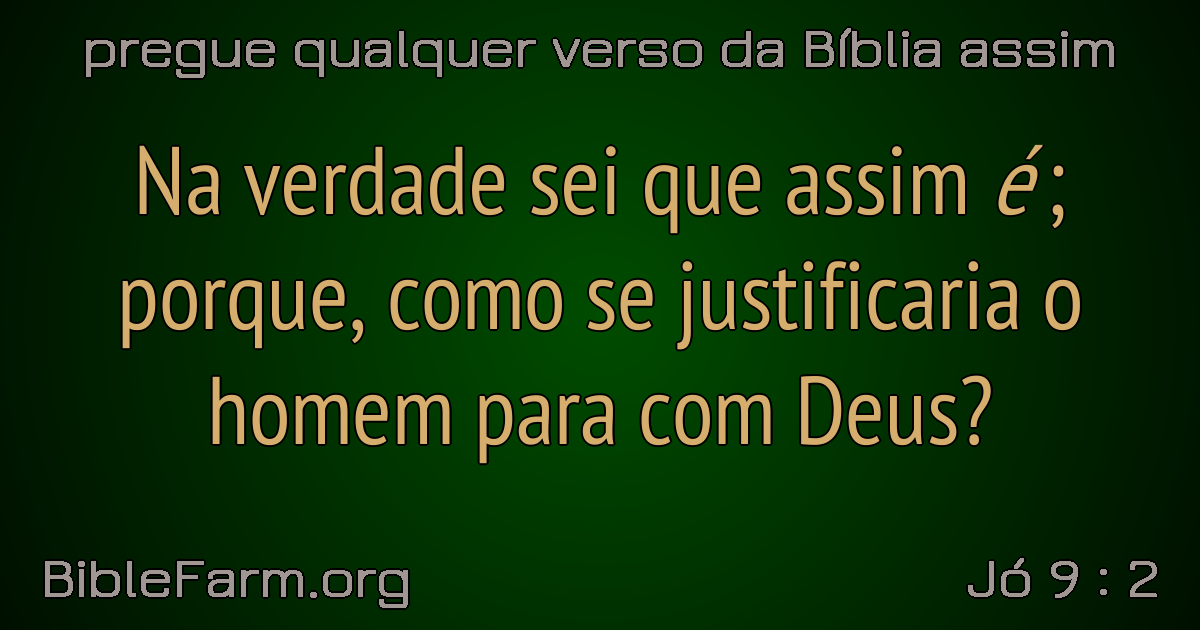 pregue qualquer verso da Bíblia assim
Na verdade sei que assim é;
porque, como se justificaria o
homem para com Deus?
BibleFarm.org
Jó 9 : 2